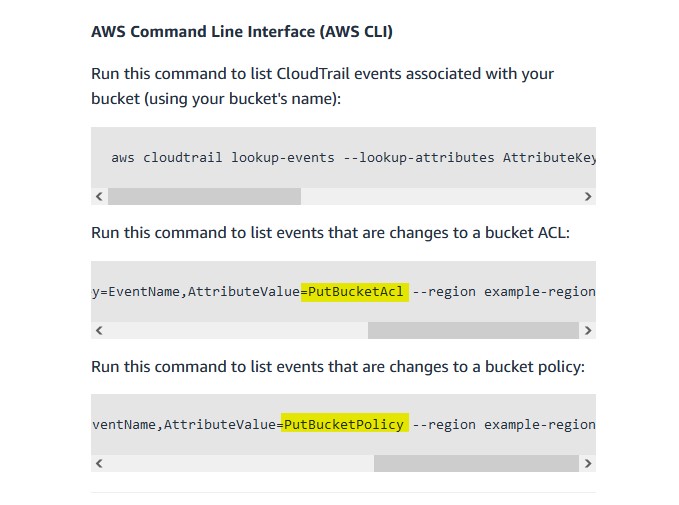 AWS Command Line Interface (AWS CLI)
Run this command to list CloudTrail events associated with your
bucket (using your bucket's name):
aws cloudtrail lookup-events --lookup-attributes AttributeKey
Run this command to list events that are changes to a bucket ACL:
y=EventName,AttributeValue=PutBucketAcl --region example-region
Run this command to list events that are changes to a bucket policy:
ventName,AttributeValue=PutBucketPolicy --region example-region